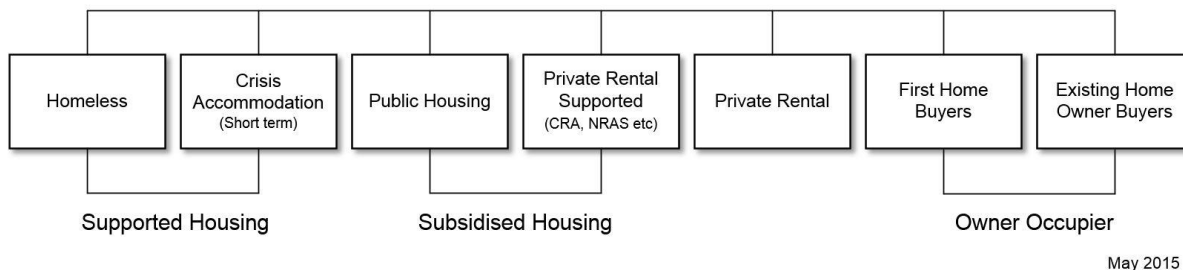 Homeless
Crisis
Accommodation
(Short term)
Public Housing
Private Rental
Supported
(CRA, NRAS etc)
Private Rental
First Home
Buyers
Existing Home
Owner Buyers
Supported Housing
Subsidised Housing
Owner Occupier
May 2015